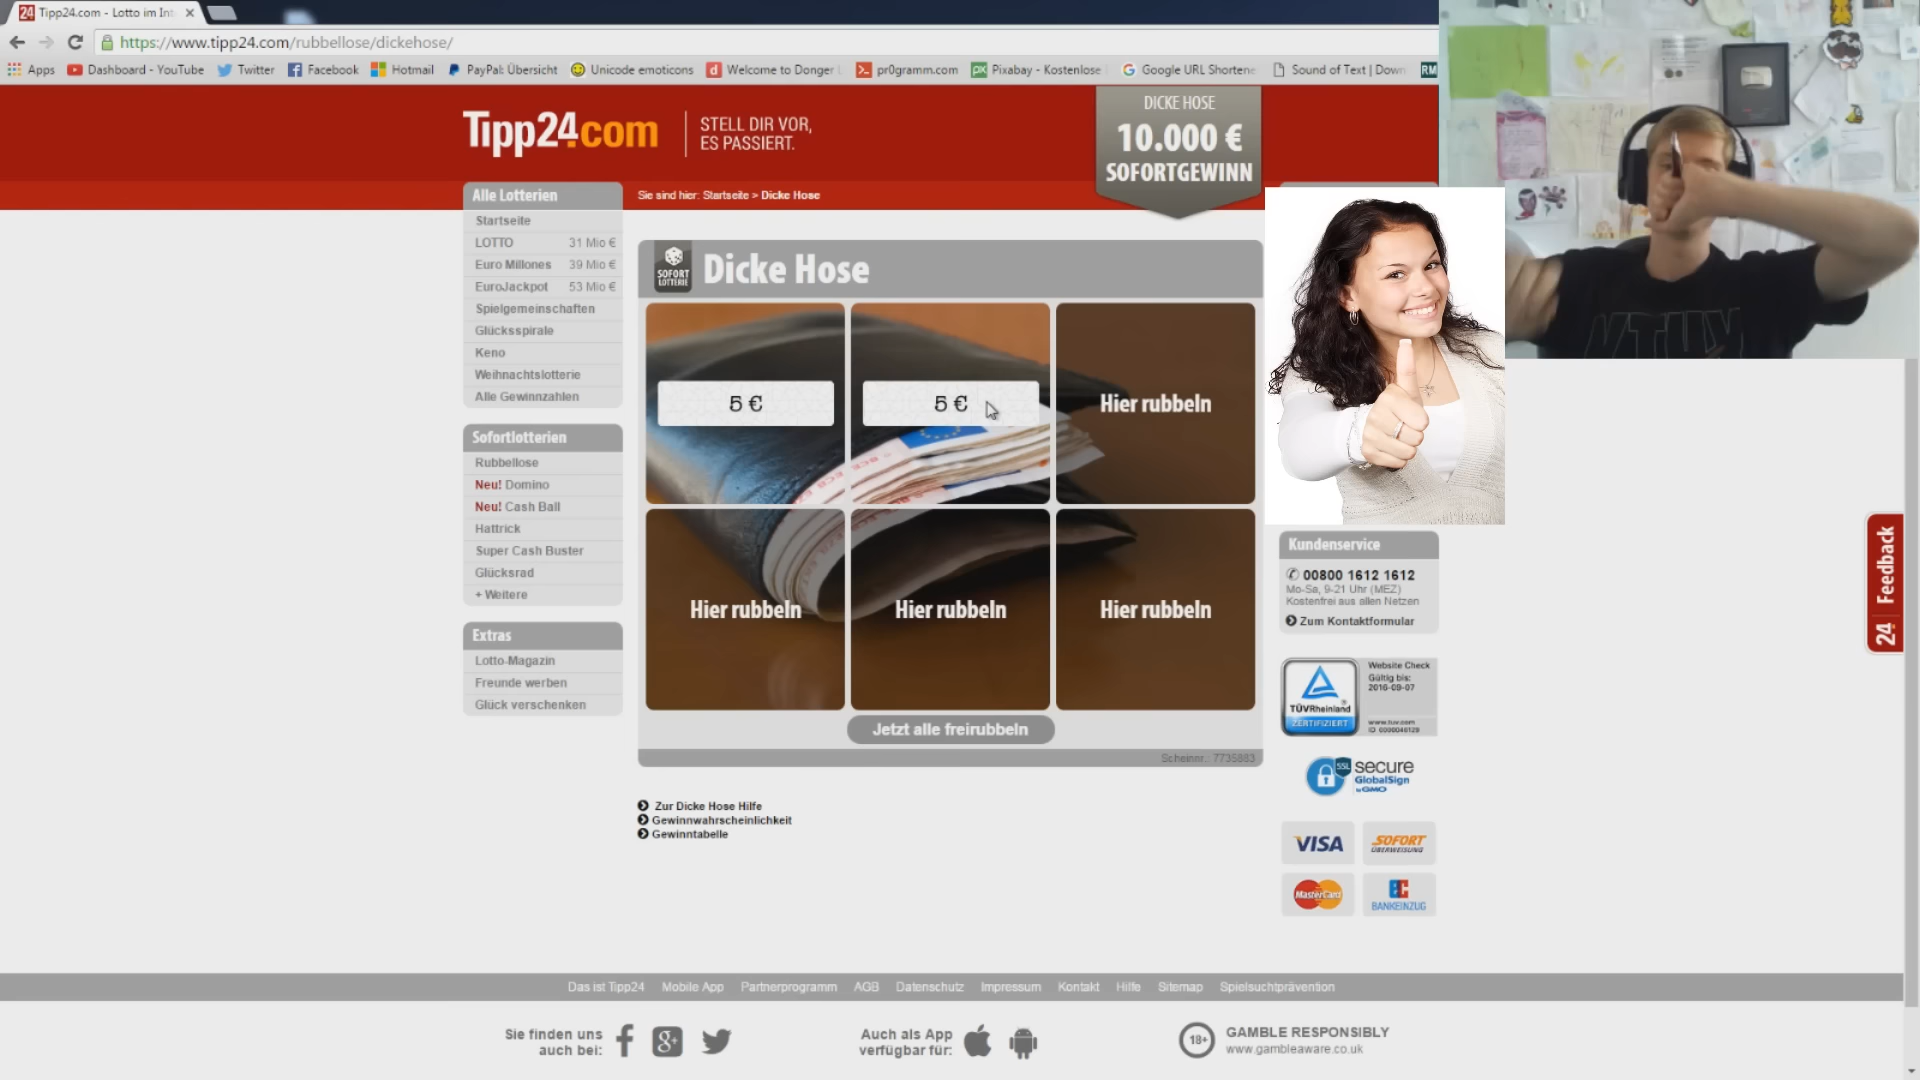 Tipp24.com - Lotto im Int
https://www.tipp24.com/rubbellose/dickehose/
Apps
Dashboard - YouTube
Twitter
Facebook
Hotmail
PayPal: Übersicht
Unicode emoticons
Welcome to Donger
pr0gramm.com
Pixabay - Kostenlose
Google URL Shortene
Sound of Text | Down
RM
Tipp24.com
STELL DIR VOR,
ES PASSIERT.
DICKE HOSE
10.000 €
SOFORTGEWINN
Sie sind hier: Startseite > Dicke Hose
Alle Lotterien
Startseite
LOTTO 31 Mio €
Euro Millones 39 Mio €
EuroJackpot 53 Mio €
Spielgemeinschaften
Glücksspirale
Keno
Weihnachtslotterie
Alle Gewinnzahlen
Sofortlotterien
Rubbellose
Neu! Domino
Neu! Cash Ball
Hattrick
Super Cash Buster
Glücksrad
+ Weitere
Extras
Lotto-Magazin
Freunde werben
Glück verschenken
SOFORT
LOTTERIE
Dicke Hose
5 €
5 €
Hier rubbeln
Hier rubbeln
Hier rubbeln
Hier rubbeln
Jetzt alle freirubbeln
Scheinnr.: 7735883
Zur Dicke Hose Hilfe
Gewinnwahrscheinlichkeit
Gewinntabelle
Kundenservice
00800 1612 1612
Mo-Sa, 9-21 Uhr (MEZ)
Kostenfrei aus allen Netzen
Zum Kontaktformular
TÜVRheinland
ZERTIFIZIERT
Website Check
Gültig bis:
2016-09-07
www.tuv.com
SSL
secure
GlobalSign
by GMO
VISA
SOFORT
ÜBERWEISUNG
MasterCard
BANKEINZUG
24 Feedback
Das ist Tipp24
Mobile App
Partnerprogramm
AGB
Datenschutz
Impressum
Kontakt
Hilfe
Sitemap
Spielsuchtprävention
Sie finden uns
auch bei:
Auch als App
verfügbar für:
18+
GAMBLE RESPONSIBLY
www.gambleaware.co.uk